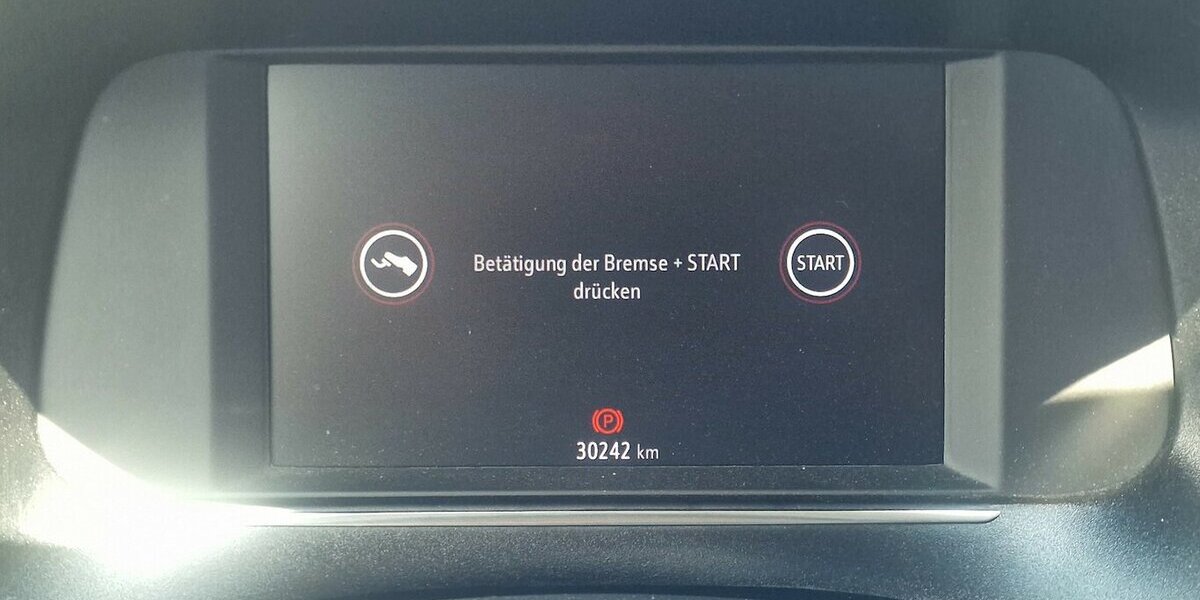 Betätigung der Bremse + START
drücken
START
P
30242 km